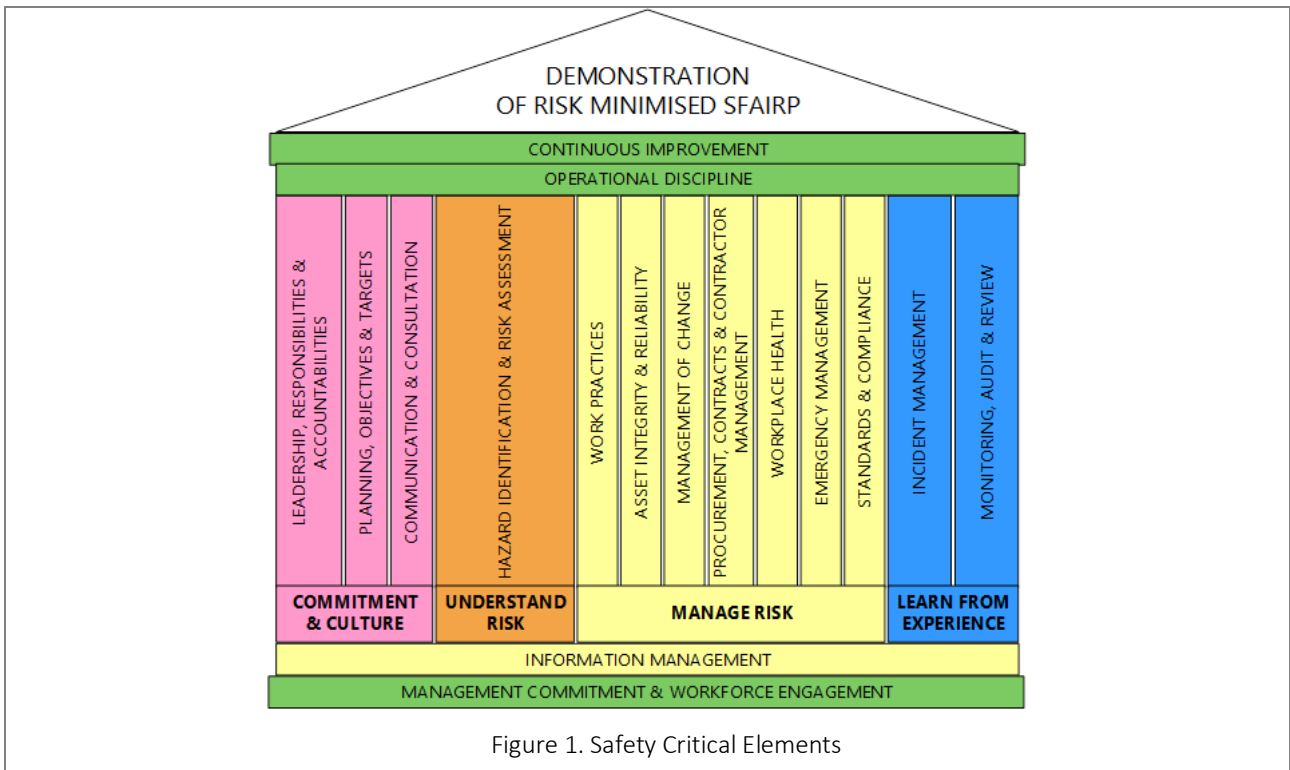 DEMONSTRATION
OF RISK MINIMISED SFAIRP
CONTINUOUS IMPROVEMENT
OPERATIONAL DISCIPLINE
LEADERSHIP, RESPONSIBILITIES &
ACCOUNTABILITIES
PLANNING, OBJECTIVES & TARGETS
COMMUNICATION & CONSULTATION
HAZARD IDENTIFICATION & RISK ASSESSMENT
WORK PRACTICES
ASSET INTEGRITY & RELIABILITY
MANAGEMENT OF CHANGE
PROCUREMENT, CONTRACTS & CONTRACTOR
MANAGEMENT
WORKPLACE HEALTH
EMERGENCY MANAGEMENT
STANDARDS & COMPLIANCE
INCIDENT MANAGEMENT
MONITORING, AUDIT & REVIEW
COMMITMENT
& CULTURE
UNDERSTAND
RISK
MANAGE RISK
LEARN FROM
EXPERIENCE
INFORMATION MANAGEMENT
MANAGEMENT COMMITMENT & WORKFORCE ENGAGEMENT
Figure 1. Safety Critical Elements